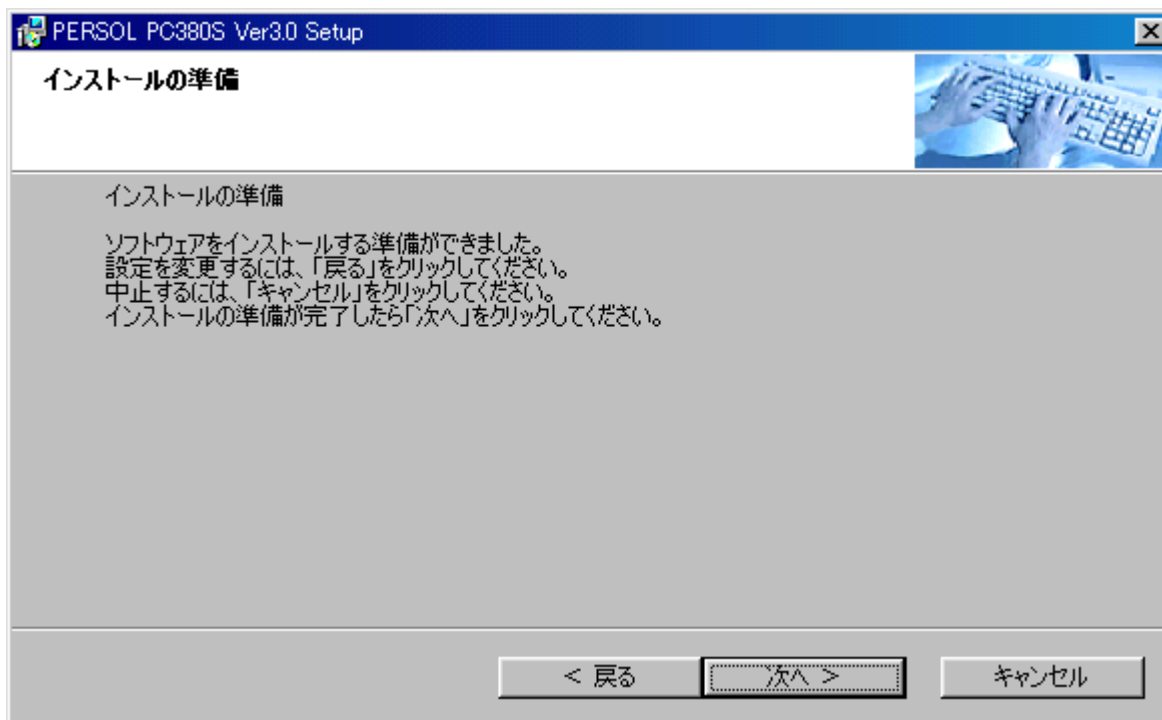 PERSOL PC380S Ver3.0 Setup
インストールの準備
インストールの準備
ソフトウェアをインストールする準備ができました。
設定を変更するには、「戻る」をクリックしてください。
中止するには、「キャンセル」をクリックしてください。
インストールの準備が完了したら「次へ」をクリックしてください。
< 戻る
次へ >
キャンセル